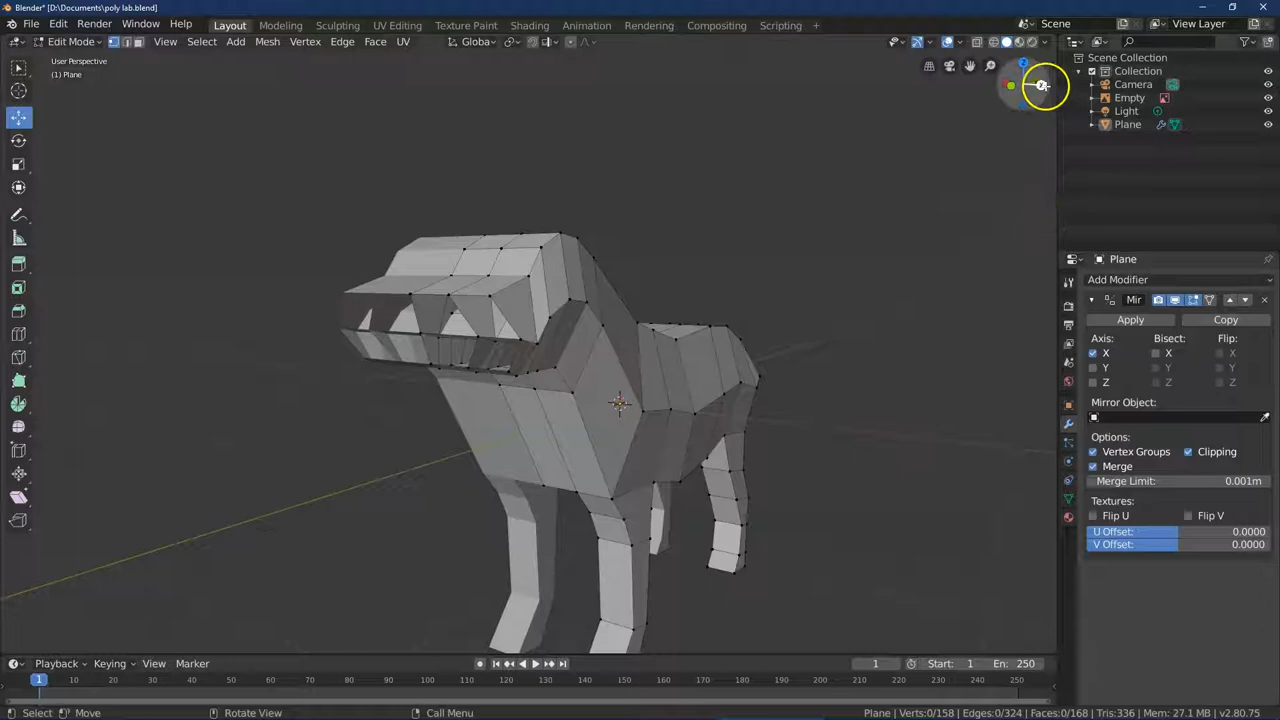 Blender* [D:\Documents\poly lab.blend]
File Edit Render Window Help Layout Modeling Sculpting UV Editing Texture Paint Shading Animation Rendering Compositing Scripting + Scene View Layer
Edit Mode View Select Add Mesh Vertex Edge Face UV Globa
User Perspective
(1) Plane
Scene Collection
Collection
Camera
Empty
Light
Plane
Plane
Add Modifier
Mir
Apply Copy
Axis: Bisect: Flip:
X X X
Y Y Y
Z Z Z
Mirror Object:
Options:
Vertex Groups Clipping
Merge
Merge Limit: 0.001m
Textures:
Flip U Flip V
U Offset: 0.0000
V Offset: 0.0000
Playback Keying View Marker 1 Start: 1 En: 250
1 10 20 30 40 50 60 70 80 90 100 110 120 130 140 150 160 170 180 190 200 210 220 230 240 250
Select Move Rotate View Call Menu Plane | Verts:0/158 | Edges:0/324 | Faces:0/168 | Tris:336 | Mem: 27.1 MB | v2.80.75